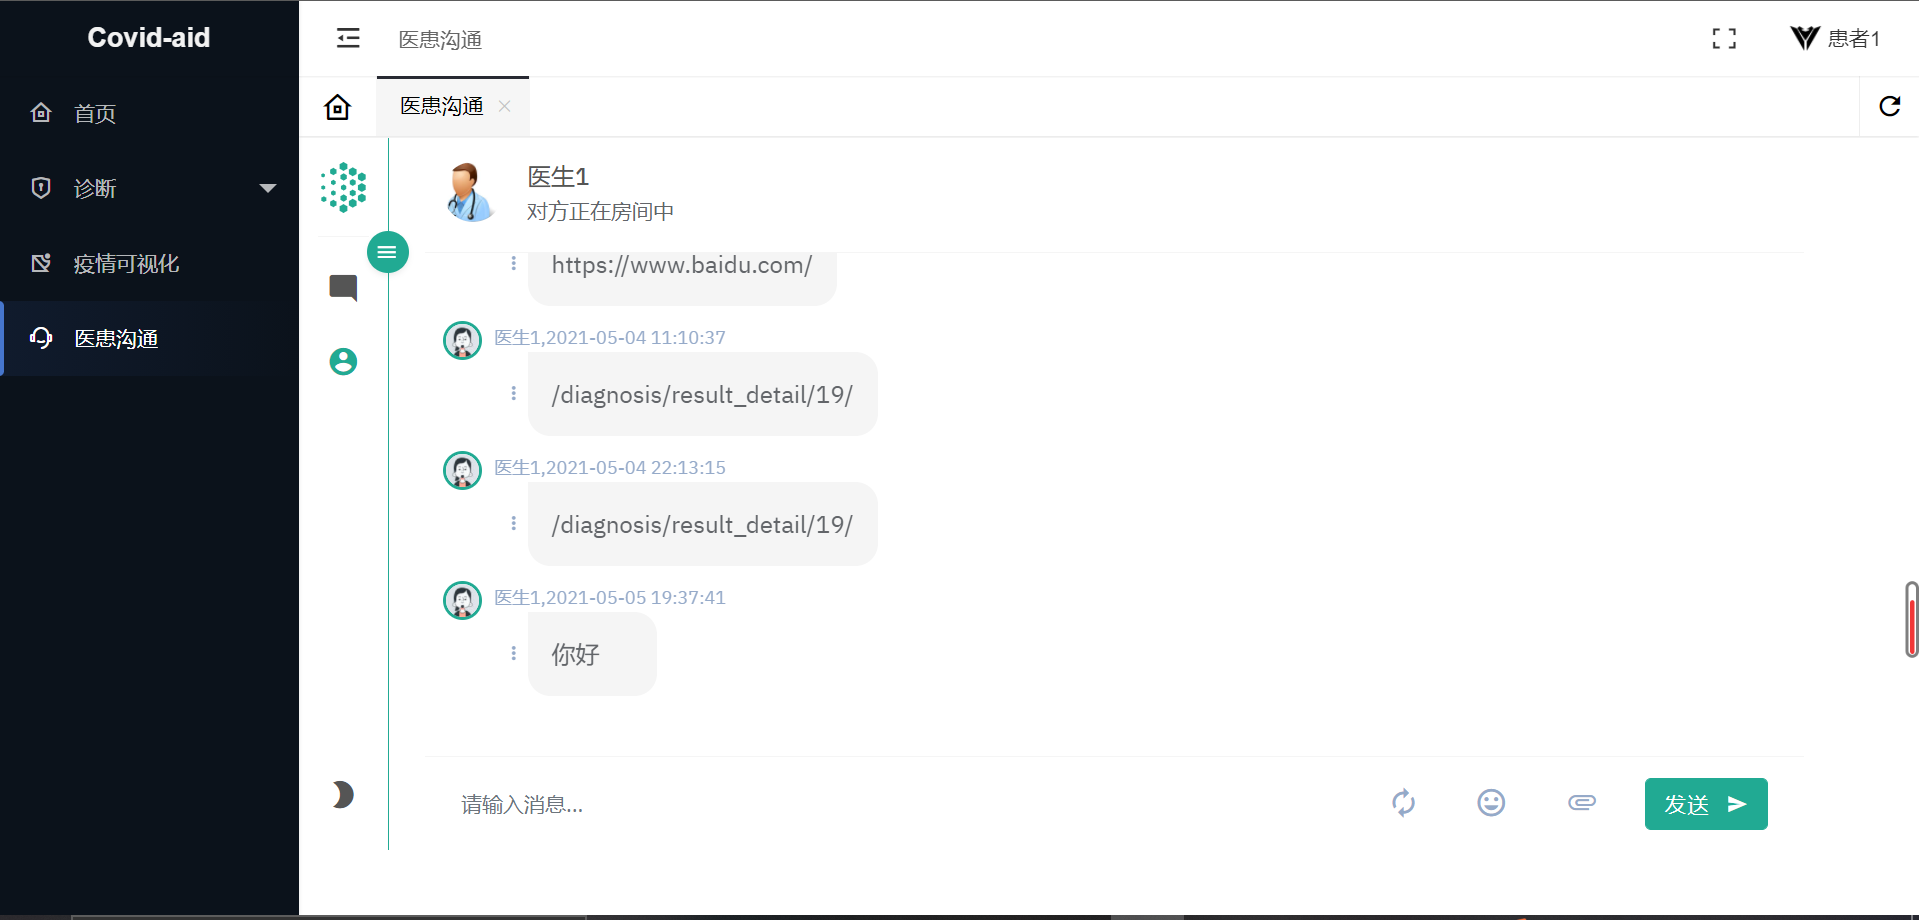 Covid-aid
首页
诊断
疫情可视化
医患沟通
医患沟通
患者1
医患沟通
医生1
对方正在房间中
https://www.baidu.com/
医生1,2021-05-04 11:10:37
/diagnosis/result_detail/19/
医生1,2021-05-04 22:13:15
/diagnosis/result_detail/19/
医生1,2021-05-05 19:37:41
你好
请输入消息...
发送